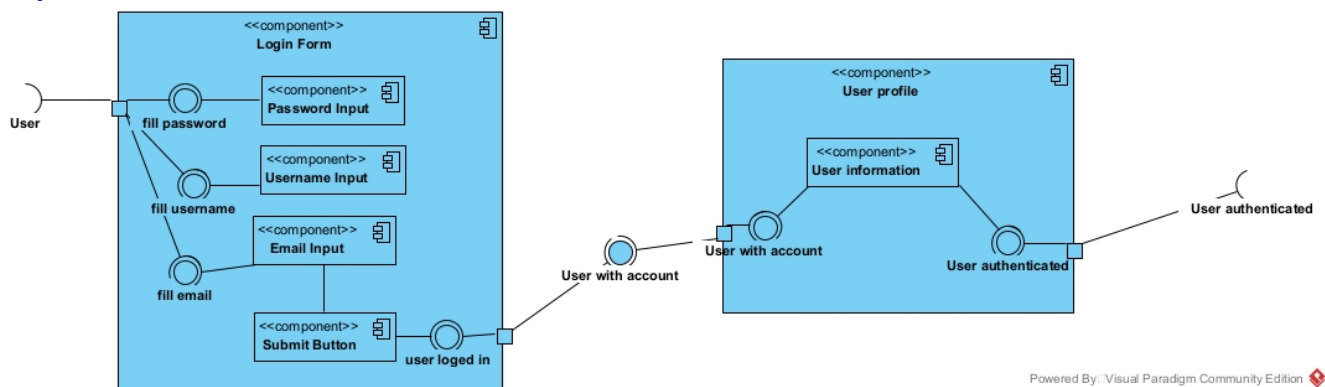 <<component>>
Login Form
<<component>>
Password Input
User
fill password
<<component>>
Username Input
fill username
<<component>>
Email Input
fill email
<<component>>
Submit Button
user loged in
User with account
<<component>>
User profile
<<component>>
User information
User with account
User authenticated
User authenticated
Powered By Visual Paradigm Community Edition